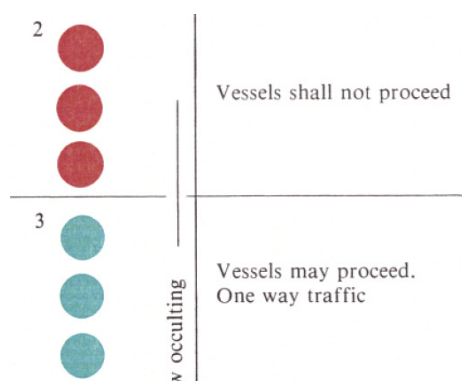 2
Vessels shall not proceed
3
Vessels may proceed.
One way traffic
occulting